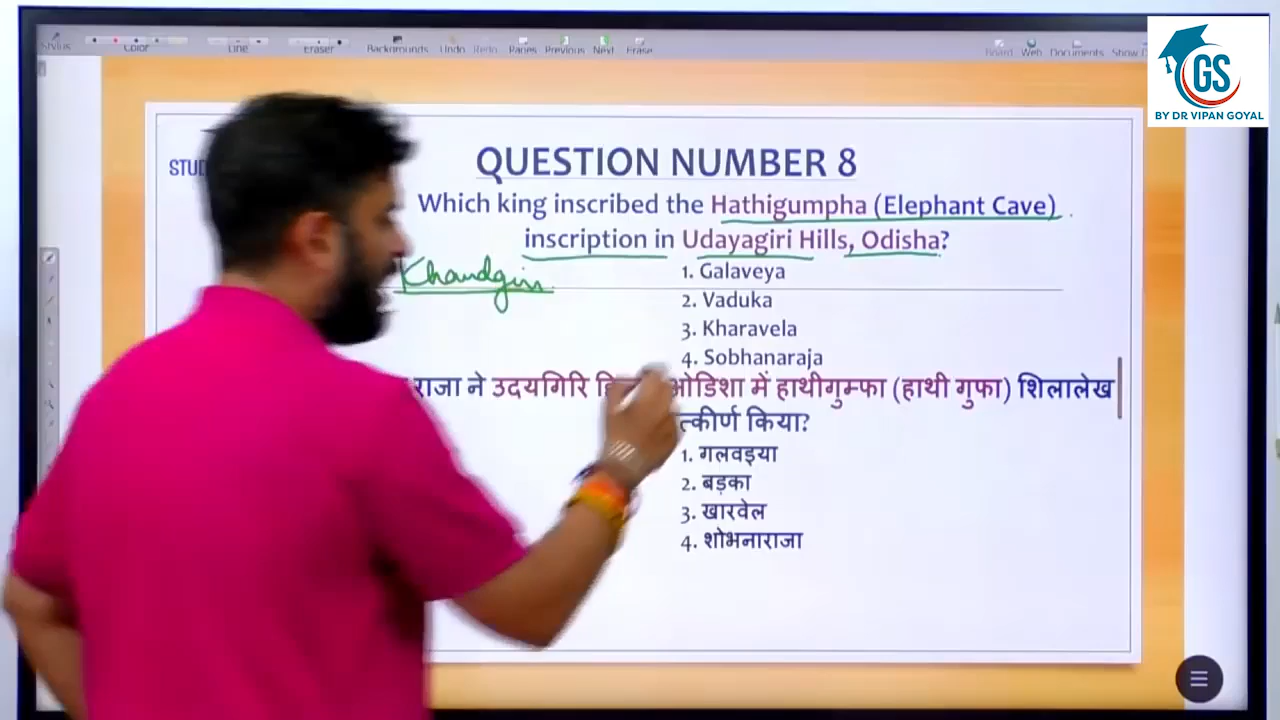 Stylus Color Line Eraser Backgrounds Undo Redo Pages Previous Next Erase Board Web Documents Show
GS
BY DR VIPAN GOYAL
QUESTION NUMBER 8
Which king inscribed the Hathigumpha (Elephant Cave)
inscription in Udayagiri Hills, Odisha?
Khandgiri
1. Galaveya
2. Vaduka
3. Kharavela
4. Sobhanaraja
राजा ने उदयगिरि ओडिशा में हाथीगुम्फा (हाथी गुफा) शिलालेख
किया?
1. गलवइया
2. बड़का
3. खारवेल
4. शोभनाराजा